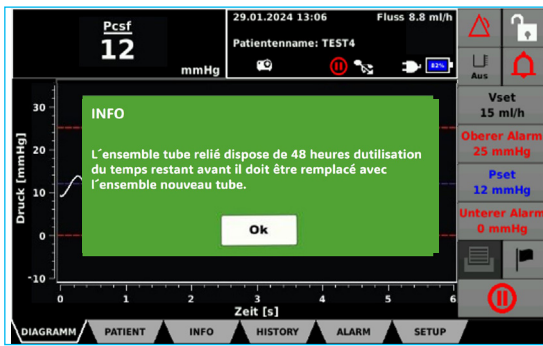 Pcsf
12
mmHg
29.01.2024 13:06 Fluss 8.8 ml/h
Patientenname: TEST4
82%
Aus
Vset
15 ml/h
Oberer Alarm
25 mmHg
Pset
12 mmHg
Unterer Alarm
0 mmHg
INFO
L´ensemble tube relié dispose de 48 heures dutilisation
du temps restant avant il doit être remplacé avec
l´ensemble nouveau tube.
Ok
Druck [mmHg]
30
20
10
0
-10
0 1 2 3 4 5 6
Zeit [s]
DIAGRAMM PATIENT INFO HISTORY ALARM SETUP